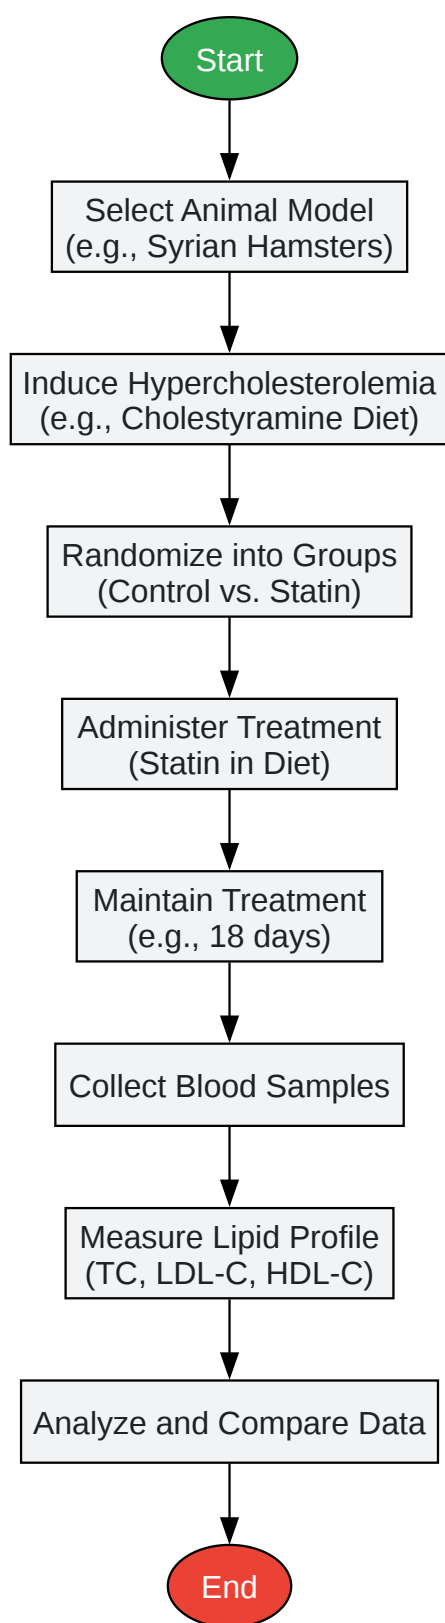 Start
Select Animal Model
(e.g., Syrian Hamsters)
Induce Hypercholesterolemia
(e.g., Cholestyramine Diet)
Randomize into Groups
(Control vs. Statin)
Administer Treatment
(Statin in Diet)
Maintain Treatment
(e.g., 18 days)
Collect Blood Samples
Measure Lipid Profile
(TC, LDL-C, HDL-C)
Analyze and Compare Data
End